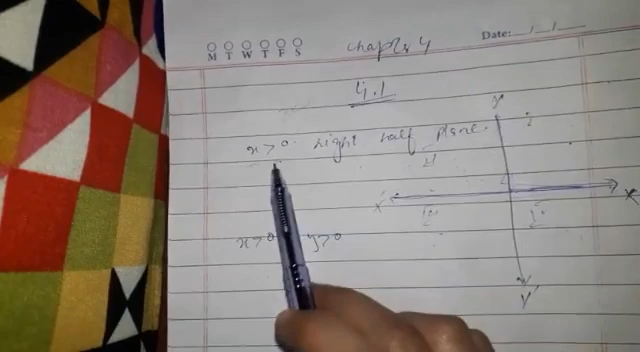 M T W T F S
Date: _/_/_
Chapter 4
4.1
x > 0 right half plane.
x > 0 y > 0
y
x' x
y'